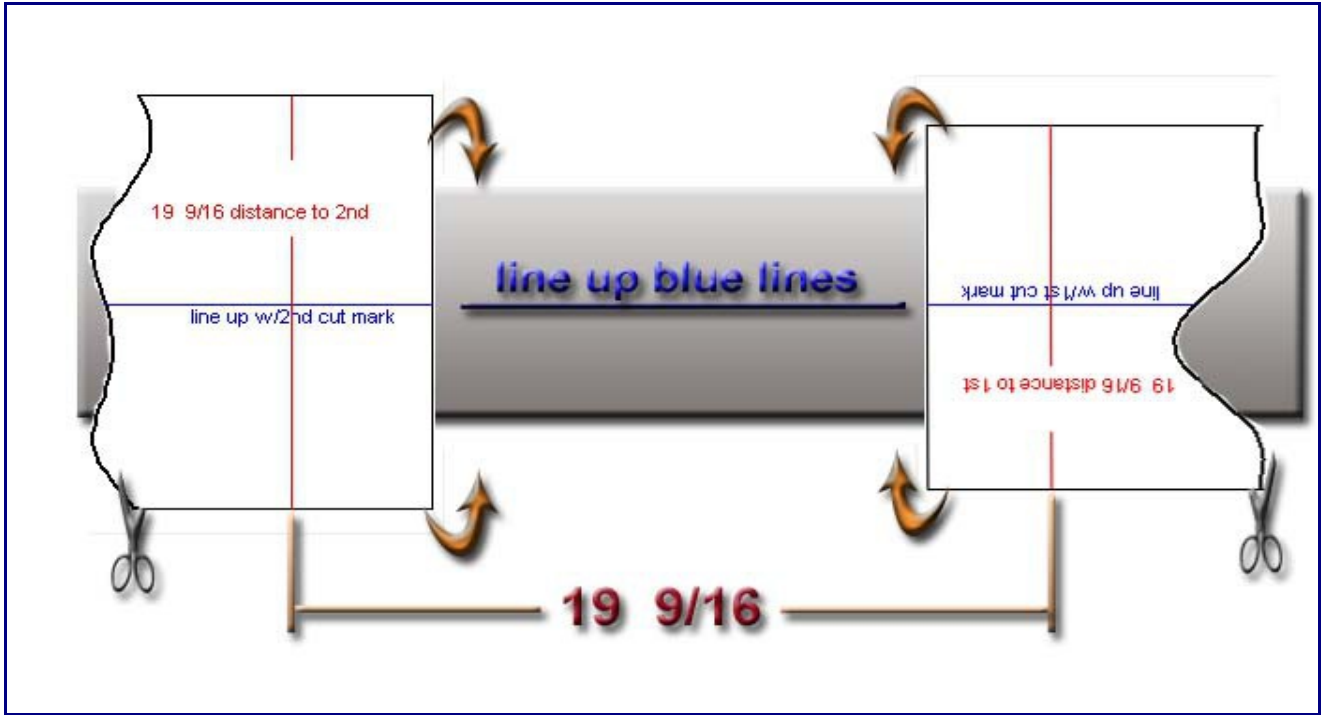 19 9/16 distance to 2nd
line up w/2nd cut mark
line up blue lines
line up w/1st cut mark
19 9/16 distance to 1st
19 9/16